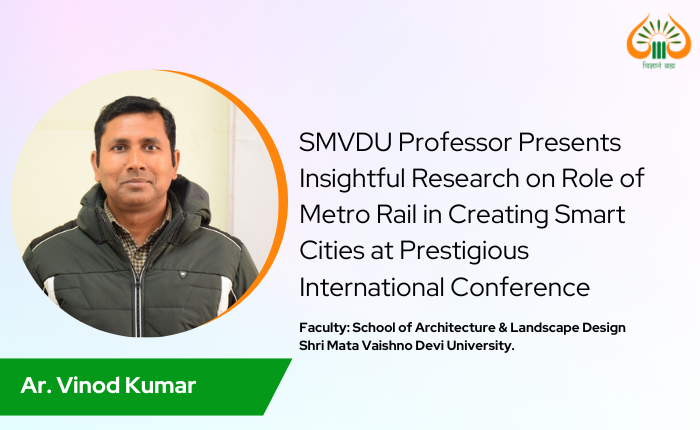 विज्ञानं ब्रह्म
SMVDU Professor Presents
Insightful Research on Role of
Metro Rail in Creating Smart
Cities at Prestigious
International Conference
Faculty: School of Architecture & Landscape Design
Shri Mata Vaishno Devi University.
Ar. Vinod Kumar